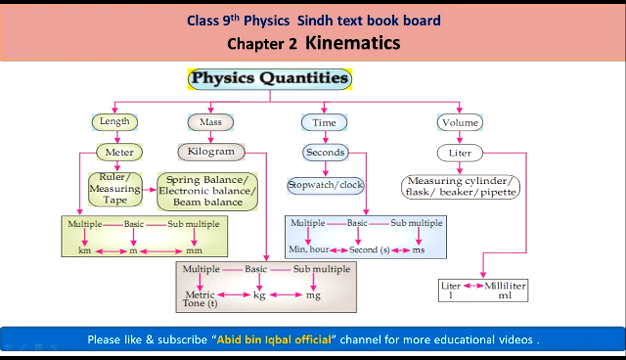 Class 9th Physics Sindh text book board
Chapter 2 Kinematics
Physics Quantities
Length
Mass
Time
Volume
Meter
Kilogram
Seconds
Liter
Ruler/
Measuring
Tape
Spring Balance/
Electronic balance/
Beam balance
Stopwatch/clock
Measuring cylinder/
flask/ beaker/pipette
Multiple Basic Sub multiple
km m mm
Multiple Basic Sub multiple
Min, hour Second (s) ms
Multiple Basic Sub multiple
Metric kg mg
Tone (t)
Liter Milliliter
l ml
Please like & subscribe “Abid bin Iqbal official” channel for more educational videos .